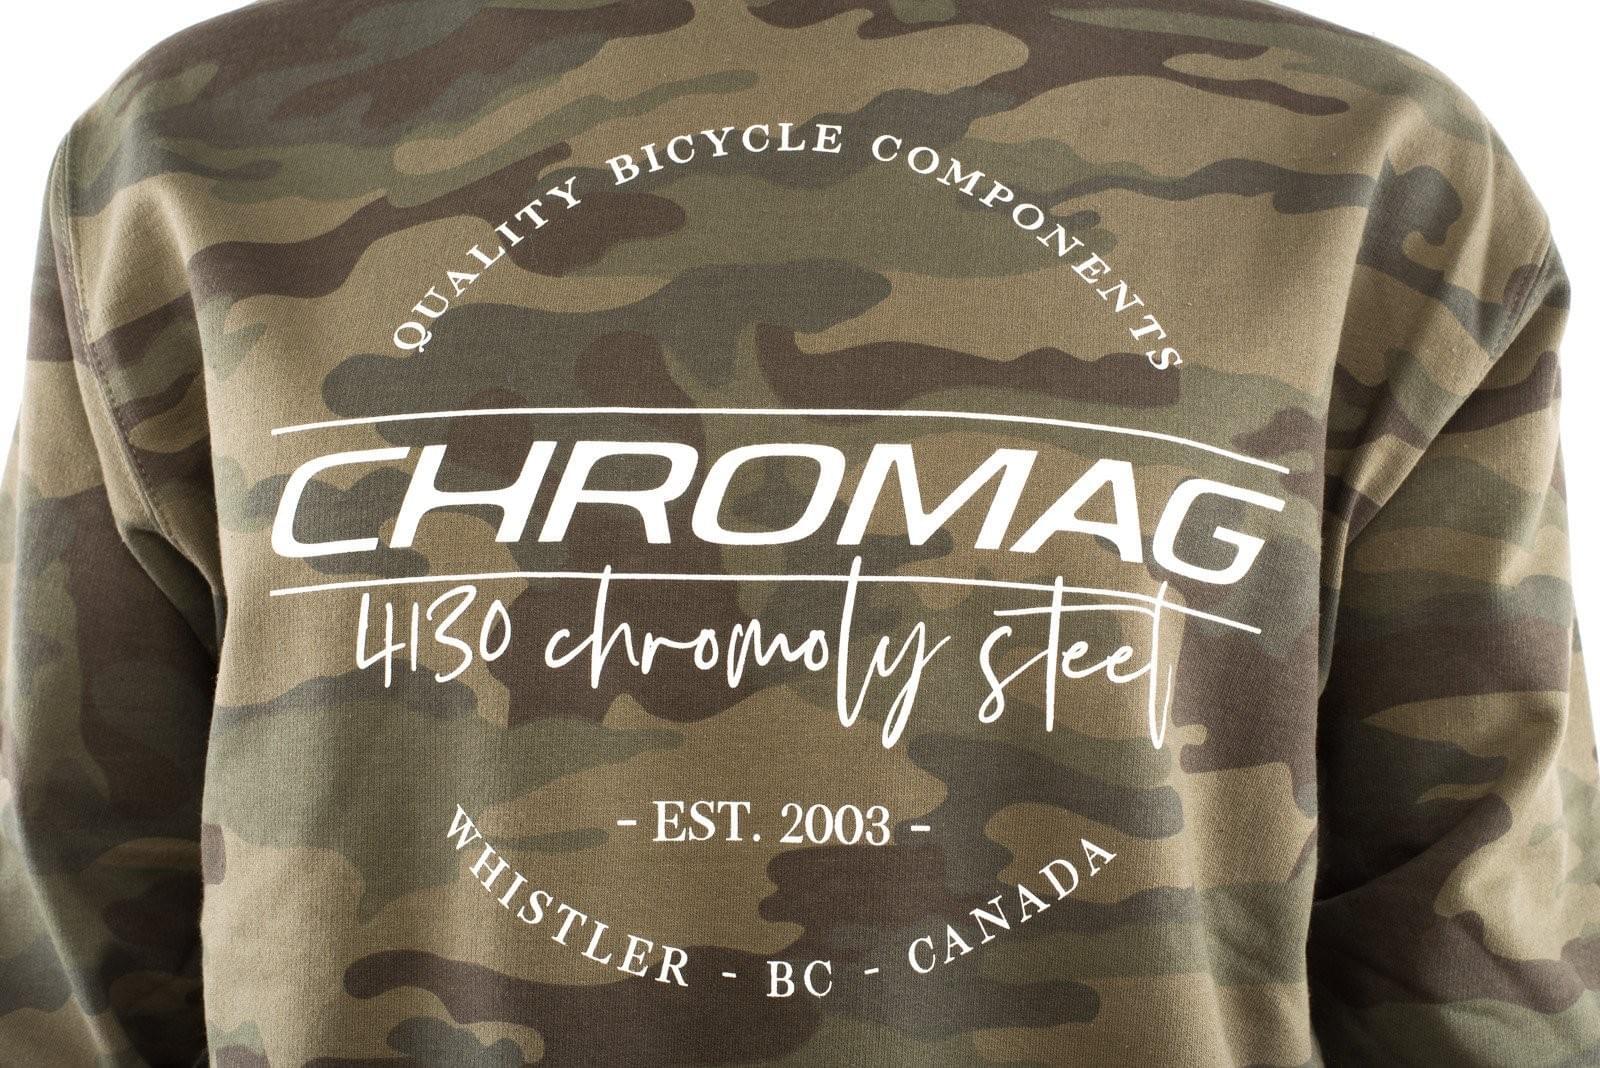 QUALITY BICYCLE COMPONENTS
CHROMAG
4130 chromoly steel
- EST. 2003 -
WHISTLER - BC - CANADA